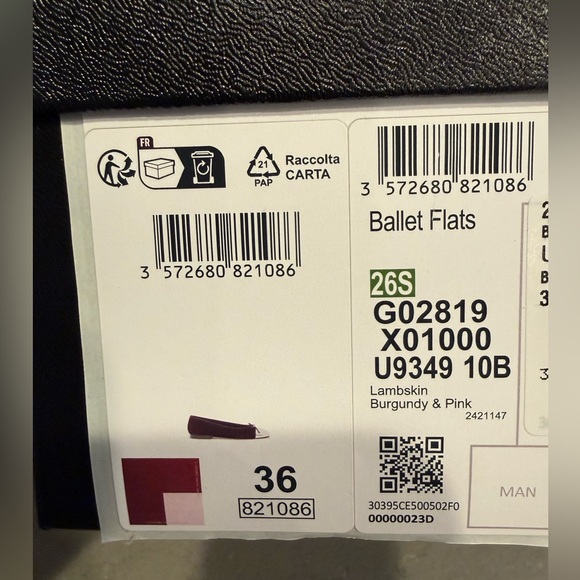 FR
21
PAP
Raccolta
CARTA
3 572680 821086
36
821086
3 572680 821086
Ballet Flats
26S
G02819
X01000
U9349 10B
Lambskin
Burgundy & Pink
2421147
30395CE500502F0
00000023D
MAN